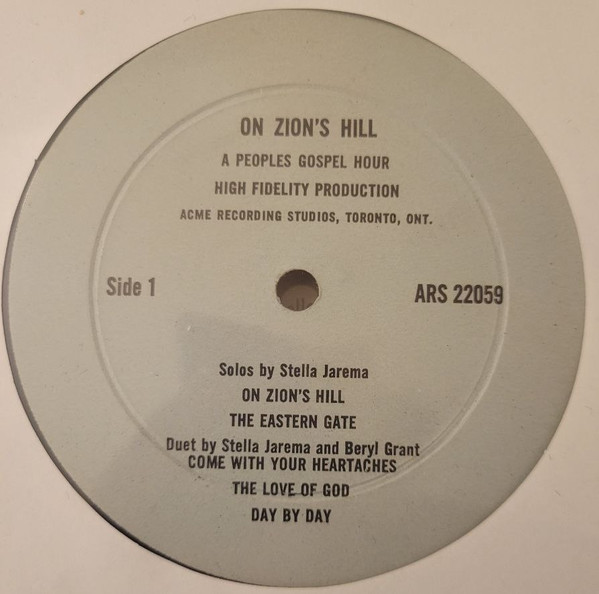 ON ZION'S HILL
A PEOPLES GOSPEL HOUR
HIGH FIDELITY PRODUCTION
ACME RECORDING STUDIOS, TORONTO, ONT.
Side 1
ARS 22059
Solos by Stella Jarema
ON ZION'S HILL
THE EASTERN GATE
Duet by Stella Jarema and Beryl Grant
COME WITH YOUR HEARTACHES
THE LOVE OF GOD
DAY BY DAY